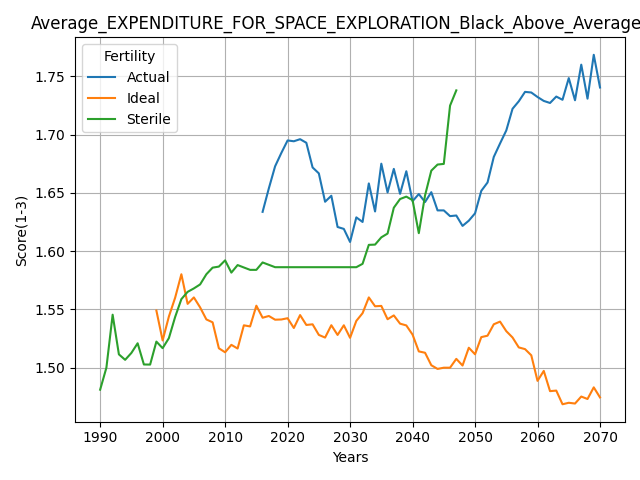 Average_EXPENDITURE_FOR_SPACE_EXPLORATION_Black_Above_Average
Fertility
Actual
Ideal
Sterile
1.75
1.70
1.65
1.60
1.55
1.50
Score(1-3)
1990 2000 2010 2020 2030 2040 2050 2060 2070
Years